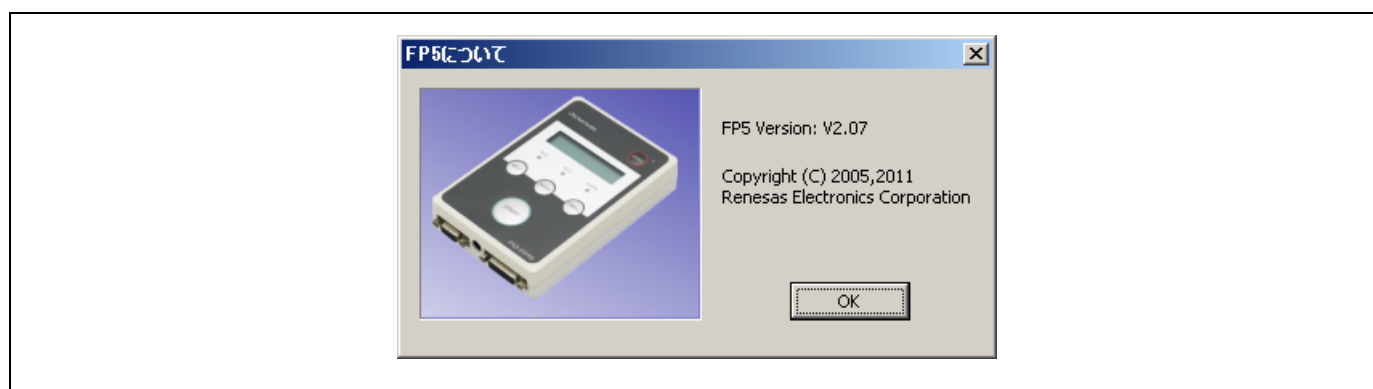 FP5について
FP5 Version: V2.07
Copyright (C) 2005,2011
Renesas Electronics Corporation
OK